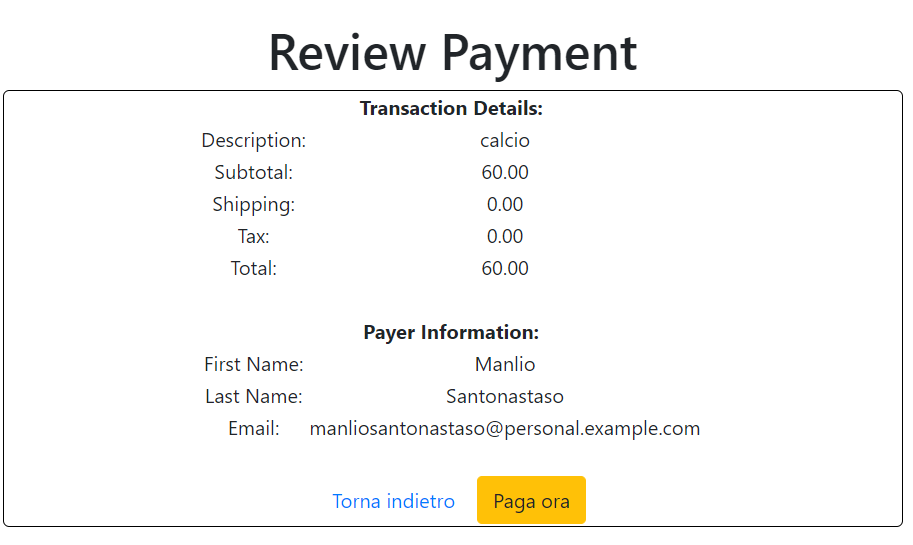 Review Payment
Transaction Details:
Description: calcio
Subtotal: 60.00
Shipping: 0.00
Tax: 0.00
Total: 60.00
Payer Information:
First Name: Manlio
Last Name: Santonastaso
Email: manliosantonastaso@personal.example.com
Torna indietro Paga ora